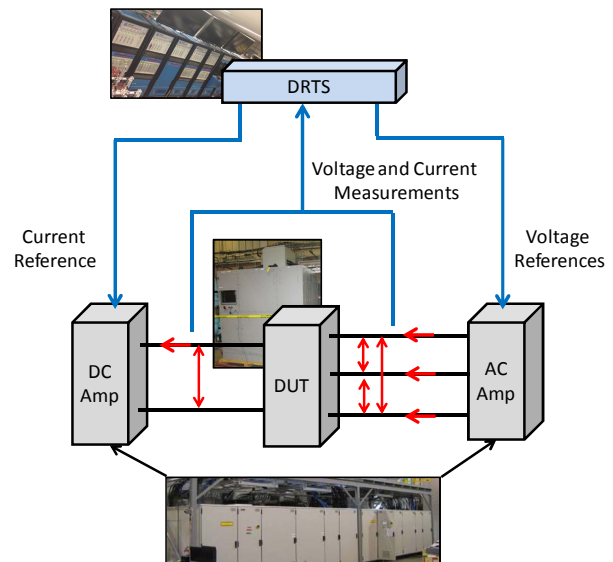 DRTS
Voltage and Current
Measurements
Current
Reference
Voltage
References
DC
Amp
DUT
AC
Amp